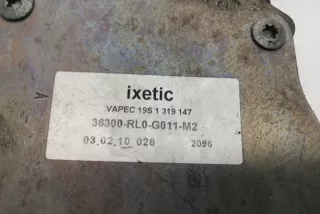 ixetic
VAPEC 19S 1 319 147
36300-RL0-G011-M2
03.02.10 028 2096
A